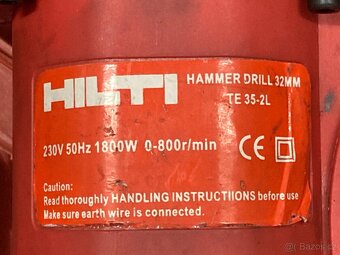 HILTI
HAMMER DRILL 32MM
TE 35-2L
230V 50Hz 1800W 0-800r/min
CE
Caution:
Read thoroughly HANDLING INSTRUCTIIONS before use
Make sure earth wire is connected.